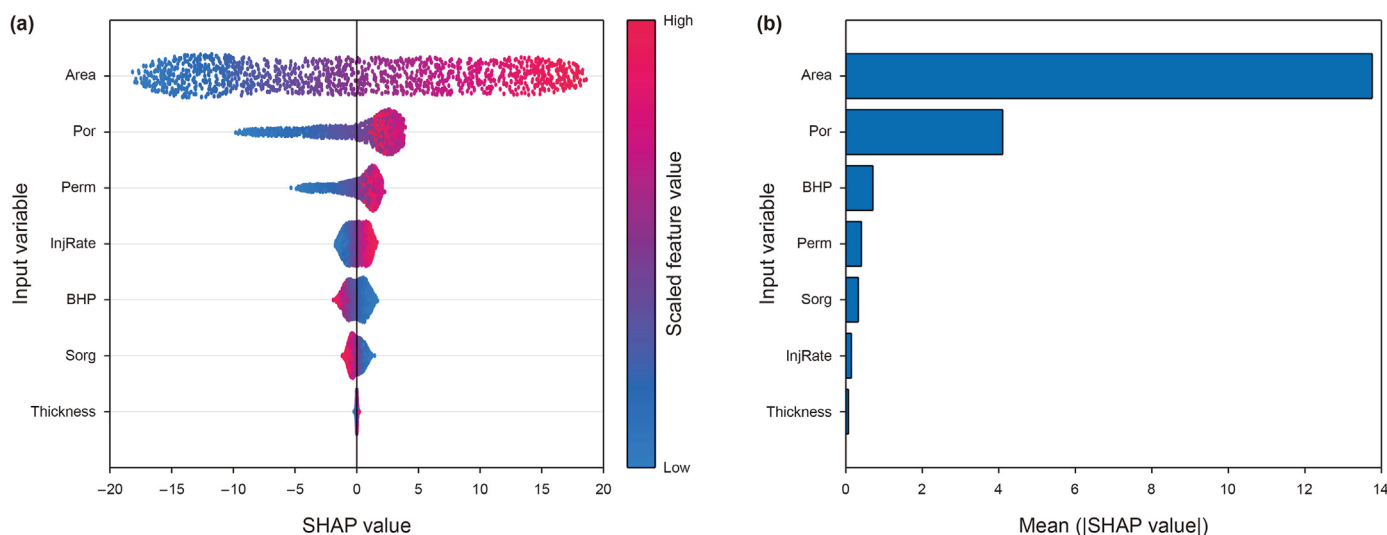 (a)
Input variable
Area
Por
Perm
InjRate
BHP
Sorg
Thickness
–20 –15 –10 –5 0 5 10 15 20
SHAP value
High
Scaled feature value
Low
(b)
Input variable
Area
Por
BHP
Perm
Sorg
InjRate
Thickness
0 2 4 6 8 10 12 14
Mean (|SHAP value|)